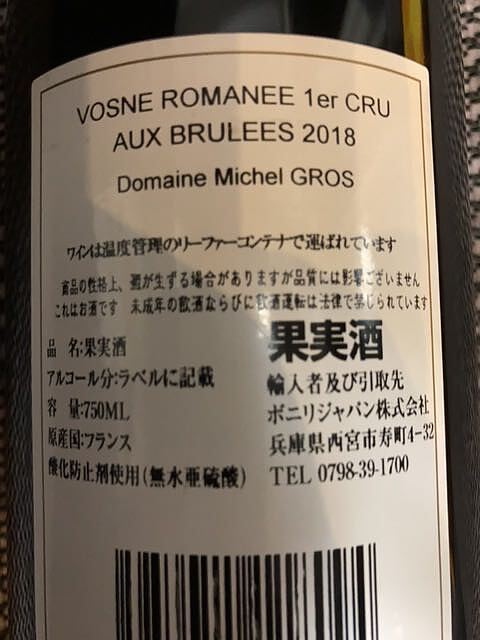 VOSNE ROMANEE 1er CRU
AUX BRULEES 2018
Domaine Michel GROS
ワインは温度管理のリーファーコンテナで運ばれています
商品の性格上、澱が生ずる場合がありますが品質には影響ございません
これはお酒です 未成年の飲酒ならびに飲酒運転は法律で禁じられています
品 名:果実酒
アルコール分:ラベルに記載
容 量:750ML
原産国:フランス
酸化防止剤使用(無水亜硫酸)
果実酒
輸入者及び引取先
ボニリジャパン株式会社
兵庫県西宮市寿町4-32
TEL 0798-39-1700